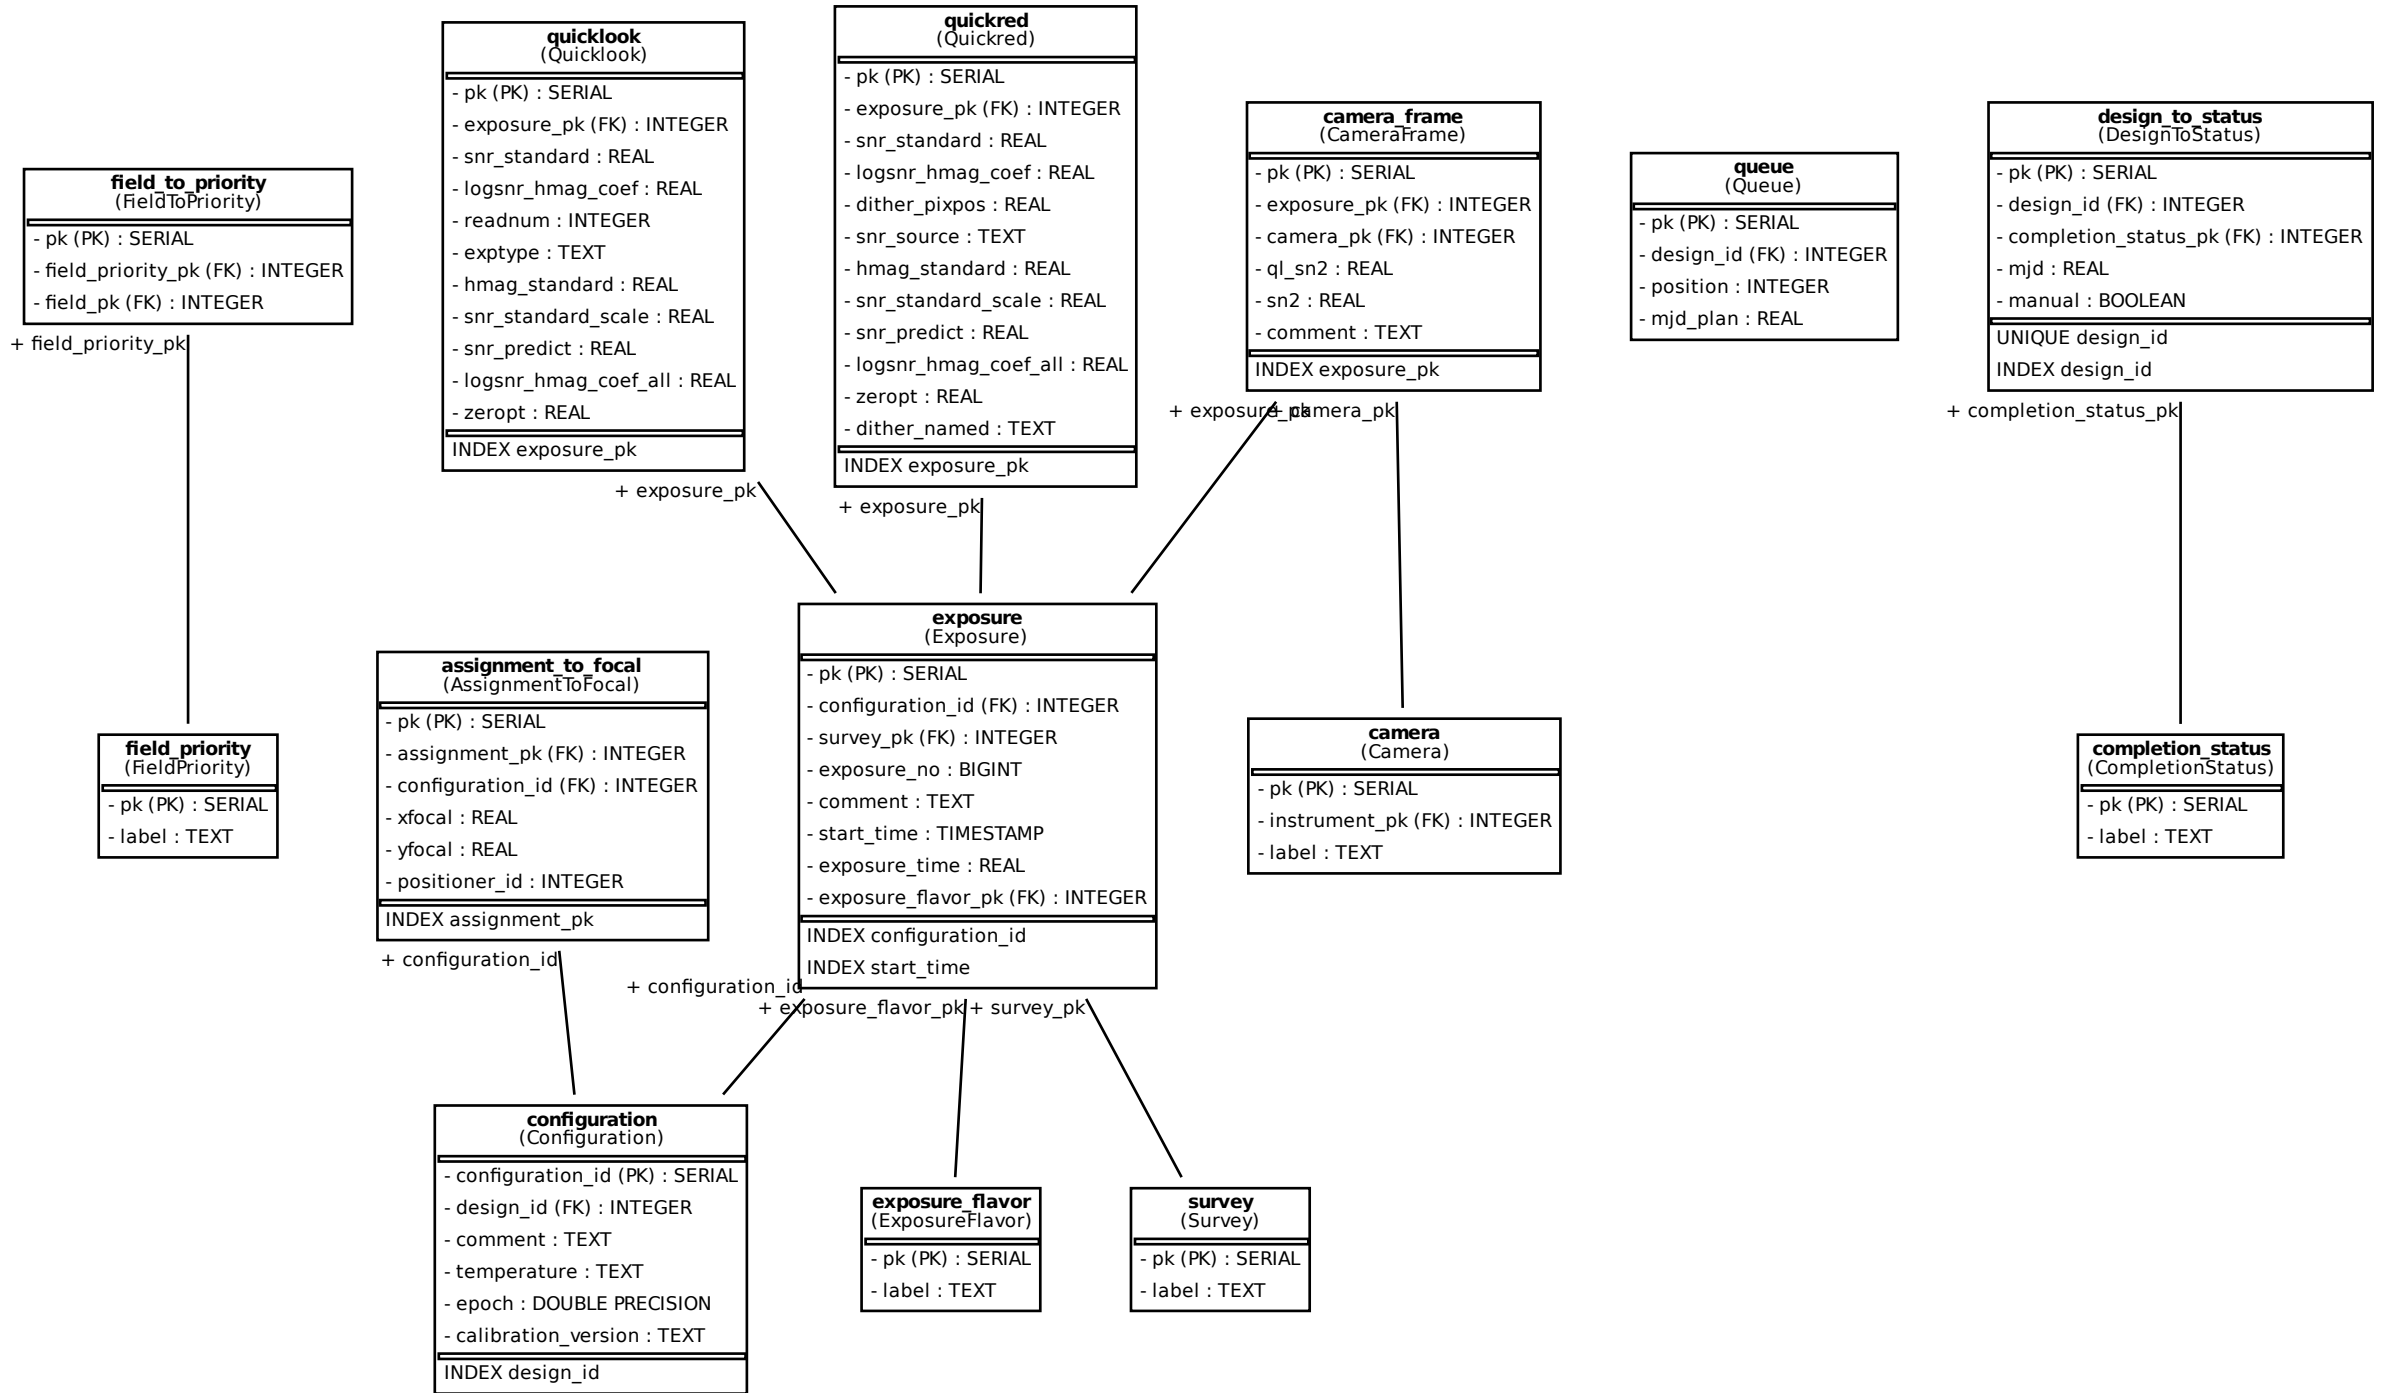 quicklook
(Quicklook)
- pk (PK) : SERIAL
- exposure_pk (FK) : INTEGER
- snr_standard : REAL
- logsnr_hmag_coef : REAL
- readnum : INTEGER
- exptype : TEXT
- hmag_standard : REAL
- snr_standard_scale : REAL
- snr_predict : REAL
- logsnr_hmag_coef_all : REAL
- zeropt : REAL
INDEX exposure_pk
+ exposure_pk
quickred
(Quickred)
- pk (PK) : SERIAL
- exposure_pk (FK) : INTEGER
- snr_standard : REAL
- logsnr_hmag_coef : REAL
- dither_pixpos : REAL
- snr_source : TEXT
- hmag_standard : REAL
- snr_standard_scale : REAL
- snr_predict : REAL
- logsnr_hmag_coef_all : REAL
- zeropt : REAL
- dither_named : TEXT
INDEX exposure_pk
+ exposure_pk
camera_frame
(CameraFrame)
- pk (PK) : SERIAL
- exposure_pk (FK) : INTEGER
- camera_pk (FK) : INTEGER
- ql_sn2 : REAL
- sn2 : REAL
- comment : TEXT
INDEX exposure_pk
+ exposure_pk
+ camera_pk
queue
(Queue)
- pk (PK) : SERIAL
- design_id (FK) : INTEGER
- position : INTEGER
- mjd_plan : REAL
design_to_status
(DesignToStatus)
- pk (PK) : SERIAL
- design_id (FK) : INTEGER
- completion_status_pk (FK) : INTEGER
- mjd : REAL
- manual : BOOLEAN
UNIQUE design_id
INDEX design_id
+ completion_status_pk
field_to_priority
(FieldToPriority)
- pk (PK) : SERIAL
- field_priority_pk (FK) : INTEGER
- field_pk (FK) : INTEGER
+ field_priority_pk
field_priority
(FieldPriority)
- pk (PK) : SERIAL
- label : TEXT
assignment_to_focal
(AssignmentToFocal)
- pk (PK) : SERIAL
- assignment_pk (FK) : INTEGER
- configuration_id (FK) : INTEGER
- xfocal : REAL
- yfocal : REAL
- positioner_id : INTEGER
INDEX assignment_pk
+ configuration_id
exposure
(Exposure)
- pk (PK) : SERIAL
- configuration_id (FK) : INTEGER
- survey_pk (FK) : INTEGER
- exposure_no : BIGINT
- comment : TEXT
- start_time : TIMESTAMP
- exposure_time : REAL
- exposure_flavor_pk (FK) : INTEGER
INDEX configuration_id
INDEX start_time
+ configuration_id
+ exposure_flavor_pk
+ survey_pk
camera
(Camera)
- pk (PK) : SERIAL
- instrument_pk (FK) : INTEGER
- label : TEXT
completion_status
(CompletionStatus)
- pk (PK) : SERIAL
- label : TEXT
configuration
(Configuration)
- configuration_id (PK) : SERIAL
- design_id (FK) : INTEGER
- comment : TEXT
- temperature : TEXT
- epoch : DOUBLE PRECISION
- calibration_version : TEXT
INDEX design_id
exposure_flavor
(ExposureFlavor)
- pk (PK) : SERIAL
- label : TEXT
survey
(Survey)
- pk (PK) : SERIAL
- label : TEXT